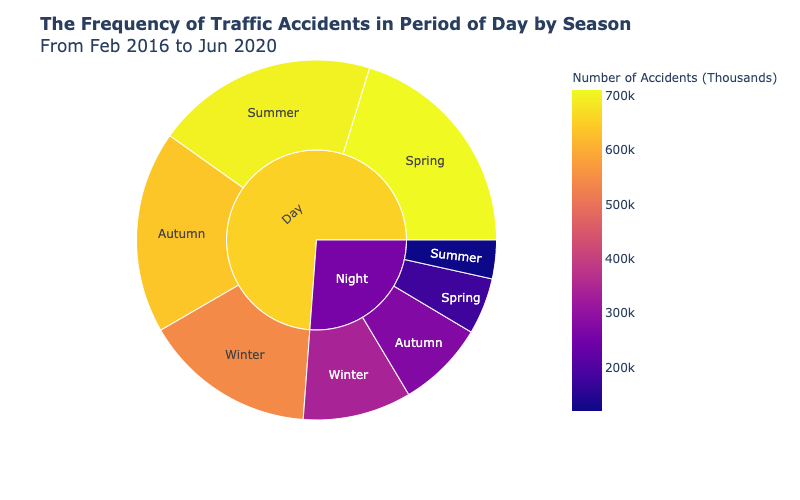 The Frequency of Traffic Accidents in Period of Day by Season
From Feb 2016 to Jun 2020
Number of Accidents (Thousands)
700k
600k
500k
400k
300k
200k
Summer
Spring
Autumn
Day
Winter
Night
Summer
Spring
Autumn
Winter